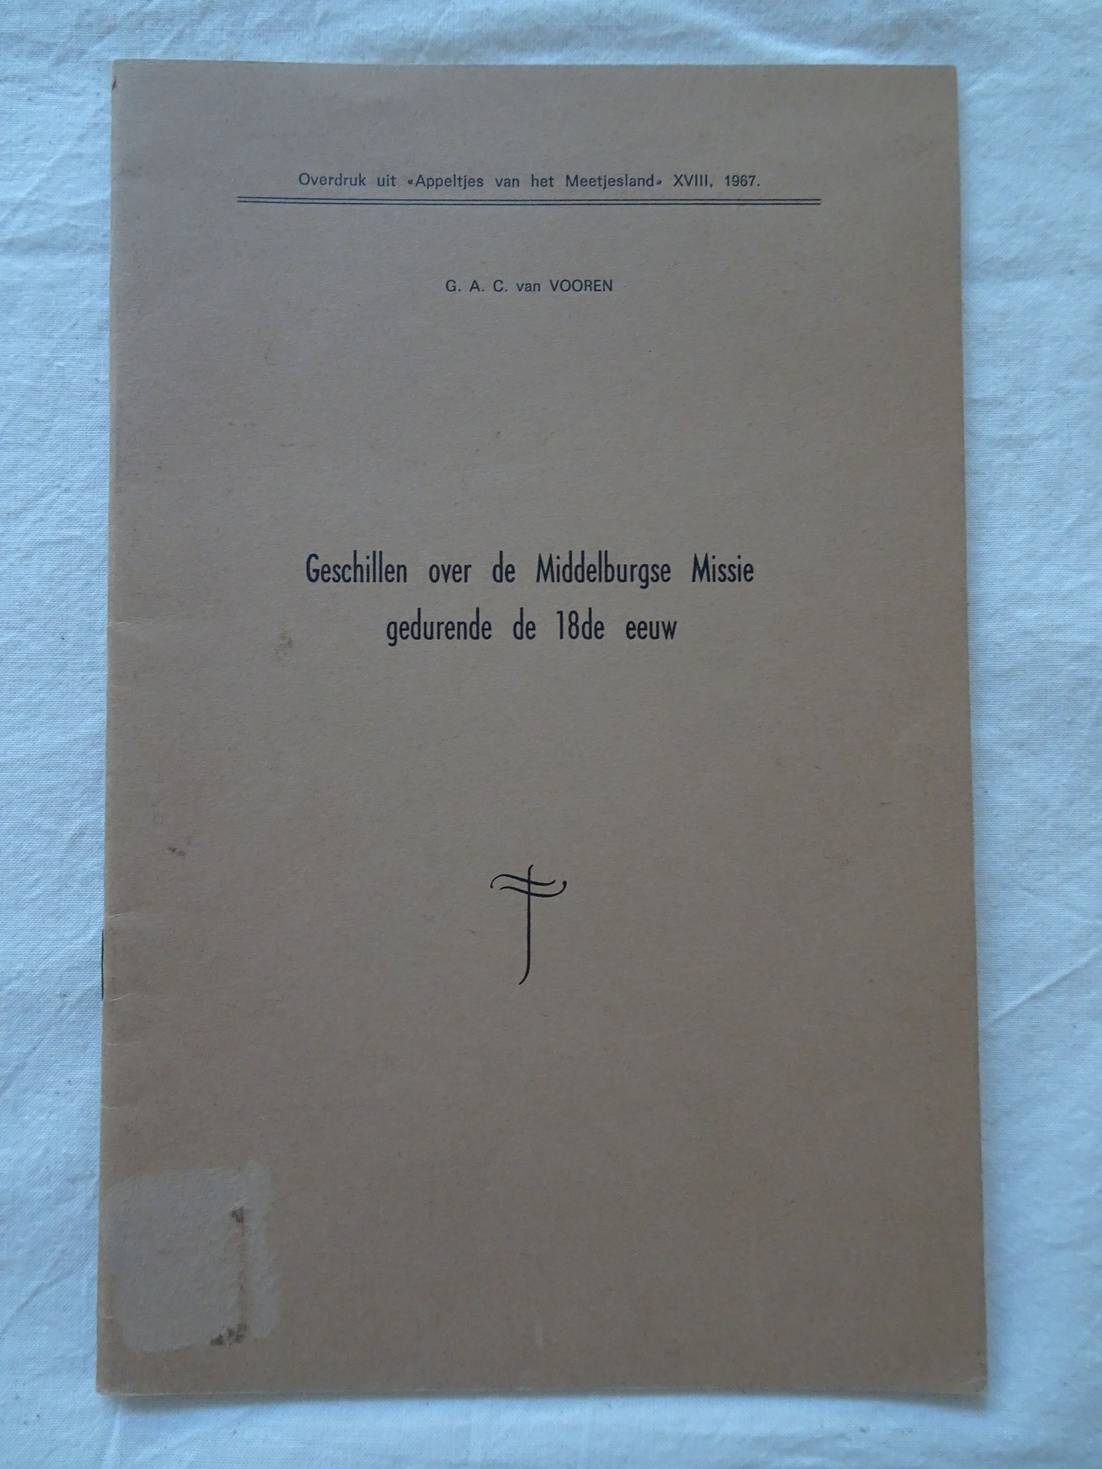 Overdruk uit «Appeltjes van het Meetjesland» XVIII, 1967.
G. A. C. van VOOREN
Geschillen over de Middelburgse Missie
gedurende de 18de eeuw